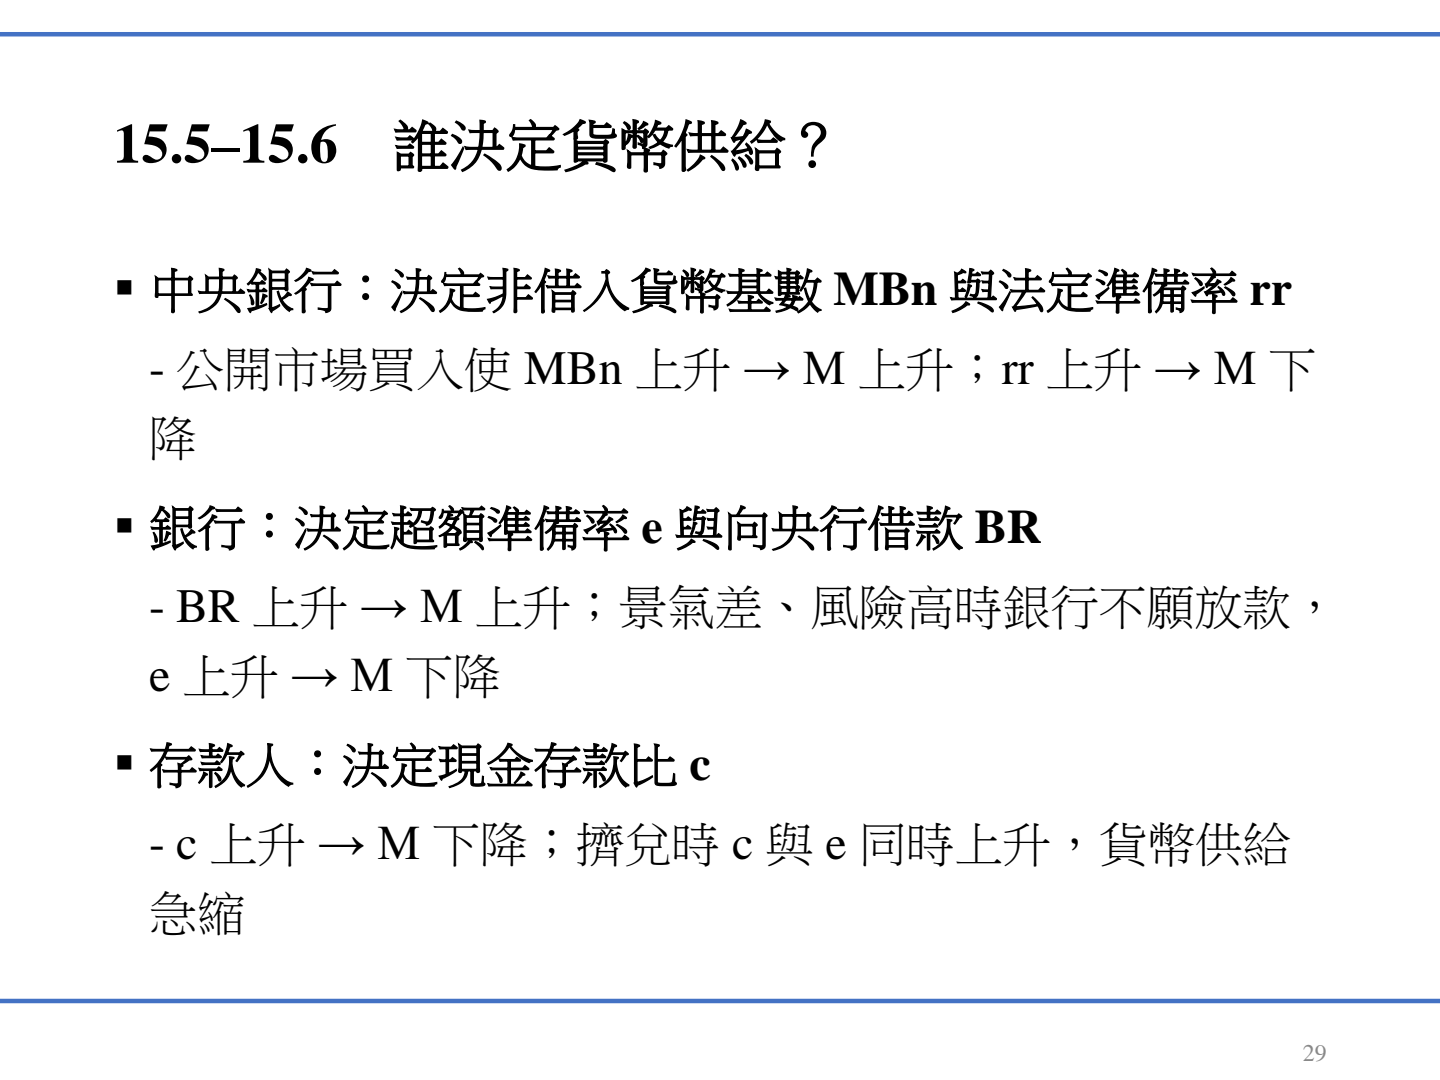 15.5–15.6　誰決定貨幣供給？
▪ 中央銀行：決定非借入貨幣基數 MBn 與法定準備率 rr
- 公開市場買入使 MBn 上升 → M 上升；rr 上升 → M 下
降
▪ 銀行：決定超額準備率 e 與向央行借款 BR
- BR 上升 → M 上升；景氣差、風險高時銀行不願放款，
e 上升 → M 下降
▪ 存款人：決定現金存款比 c
- c 上升 → M 下降；擠兌時 c 與 e 同時上升，貨幣供給
急縮
29